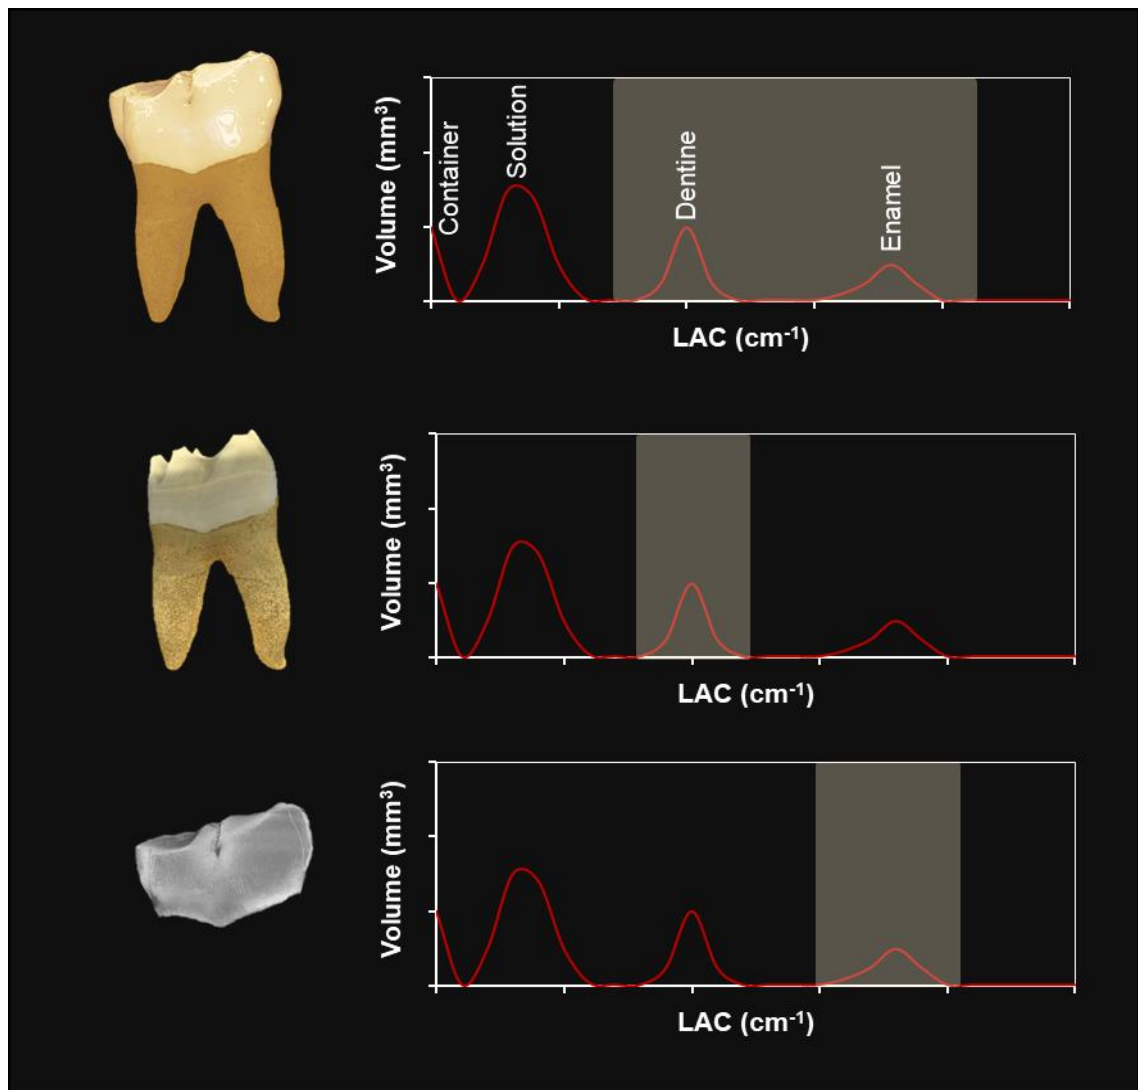 Volume (mm³)
Container
Solution
Dentine
Enamel
LAC (cm⁻¹)
Volume (mm³)
LAC (cm⁻¹)
Volume (mm³)
LAC (cm⁻¹)